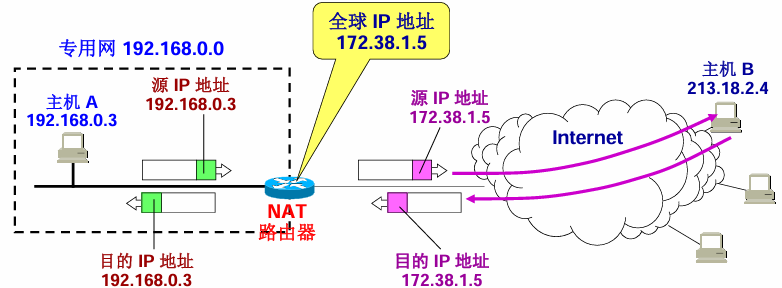 全球 IP 地址
172.38.1.5
专用网 192.168.0.0
源 IP 地址
192.168.0.3
主机 A
192.168.0.3
源 IP 地址
172.38.1.5
主机 B
213.18.2.4
Internet
NAT
路由器
目的 IP 地址
192.168.0.3
目的 IP 地址
172.38.1.5